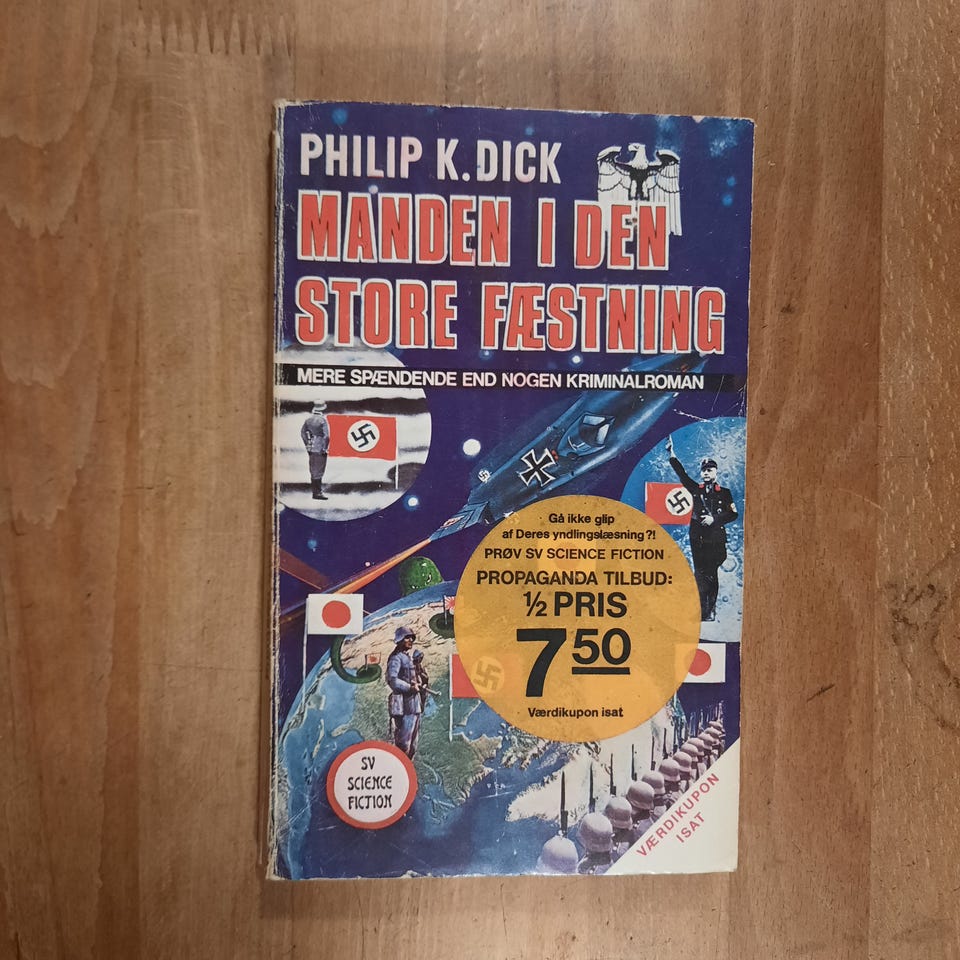 PHILIP K. DICK
MANDEN I DEN
STORE FÆSTNING
MERE SPÆNDENDE END NOGEN KRIMINALROMAN
Gå ikke glip
af Deres yndlingslæsning?!
PRØV SV SCIENCE FICTION
PROPAGANDA TILBUD:
½ PRIS
7 50
Værdikupon isat
SV
SCIENCE
FICTION
VÆRDIKUPON
ISAT